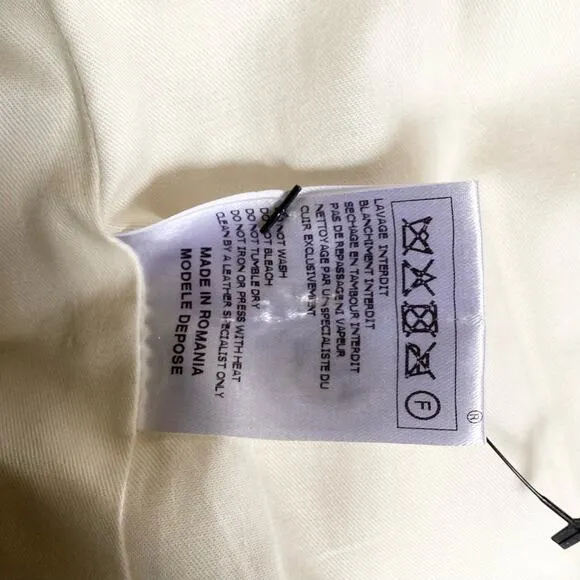 F
®
LAVAGE INTERDIT
BLANCHIMENT INTERDIT
SECHAGE EN TAMBOUR INTERDIT
PAS DE REPASSAGE NI VAPEUR
NETTOYAGE PAR UN SPECIALISTE DU
CUIR EXCLUSIVEMENT
NOT WASH
NOT BLEACH
DO NOT TUMBLE DRY
DO NOT IRON OR PRESS WITH HEAT
CLEAN BY A LEATHER SPECIALIST ONLY
MADE IN ROMANIA
MODELE DEPOSE